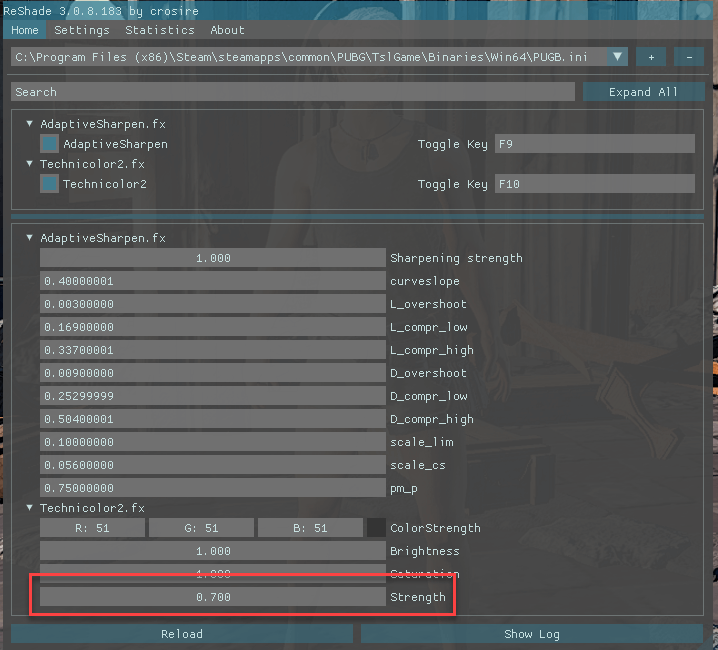 ReShade 3.0.8.183 by crosire
Home Settings Statistics About
C:\Program Files (x86)\Steam\steamapps\common\PUBG\TslGame\Binaries\Win64\PUGB.ini + -
Search Expand All
AdaptiveSharpen.fx
AdaptiveSharpen Toggle Key F9
Technicolor2.fx
Technicolor2 Toggle Key F10
AdaptiveSharpen.fx
1.000 Sharpening strength
0.40000001 curveslope
0.00300000 L_overshoot
0.16900000 L_compr_low
0.33700001 L_compr_high
0.00900000 D_overshoot
0.25299999 D_compr_low
0.50400001 D_compr_high
0.10000000 scale_lim
0.05600000 scale_cs
0.75000000 pm_p
Technicolor2.fx
R: 51 G: 51 B: 51 ColorStrength
1.000 Brightness
1.000 Saturation
0.700 Strength
Reload Show Log